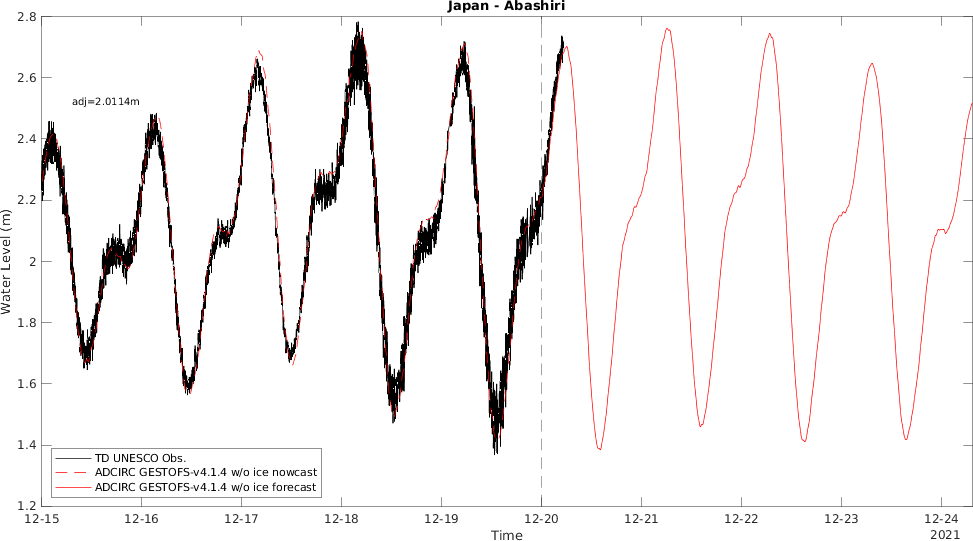 Japan - Abashiri
2.8
2.6
2.4
2.2
2
1.8
1.6
1.4
1.2
Water Level (m)
adj=2.0114m
TD UNESCO Obs.
ADCIRC GESTOFS-v4.1.4 w/o ice nowcast
ADCIRC GESTOFS-v4.1.4 w/o ice forecast
12-15 12-16 12-17 12-18 12-19 12-20 12-21 12-22 12-23 12-24
Time
2021